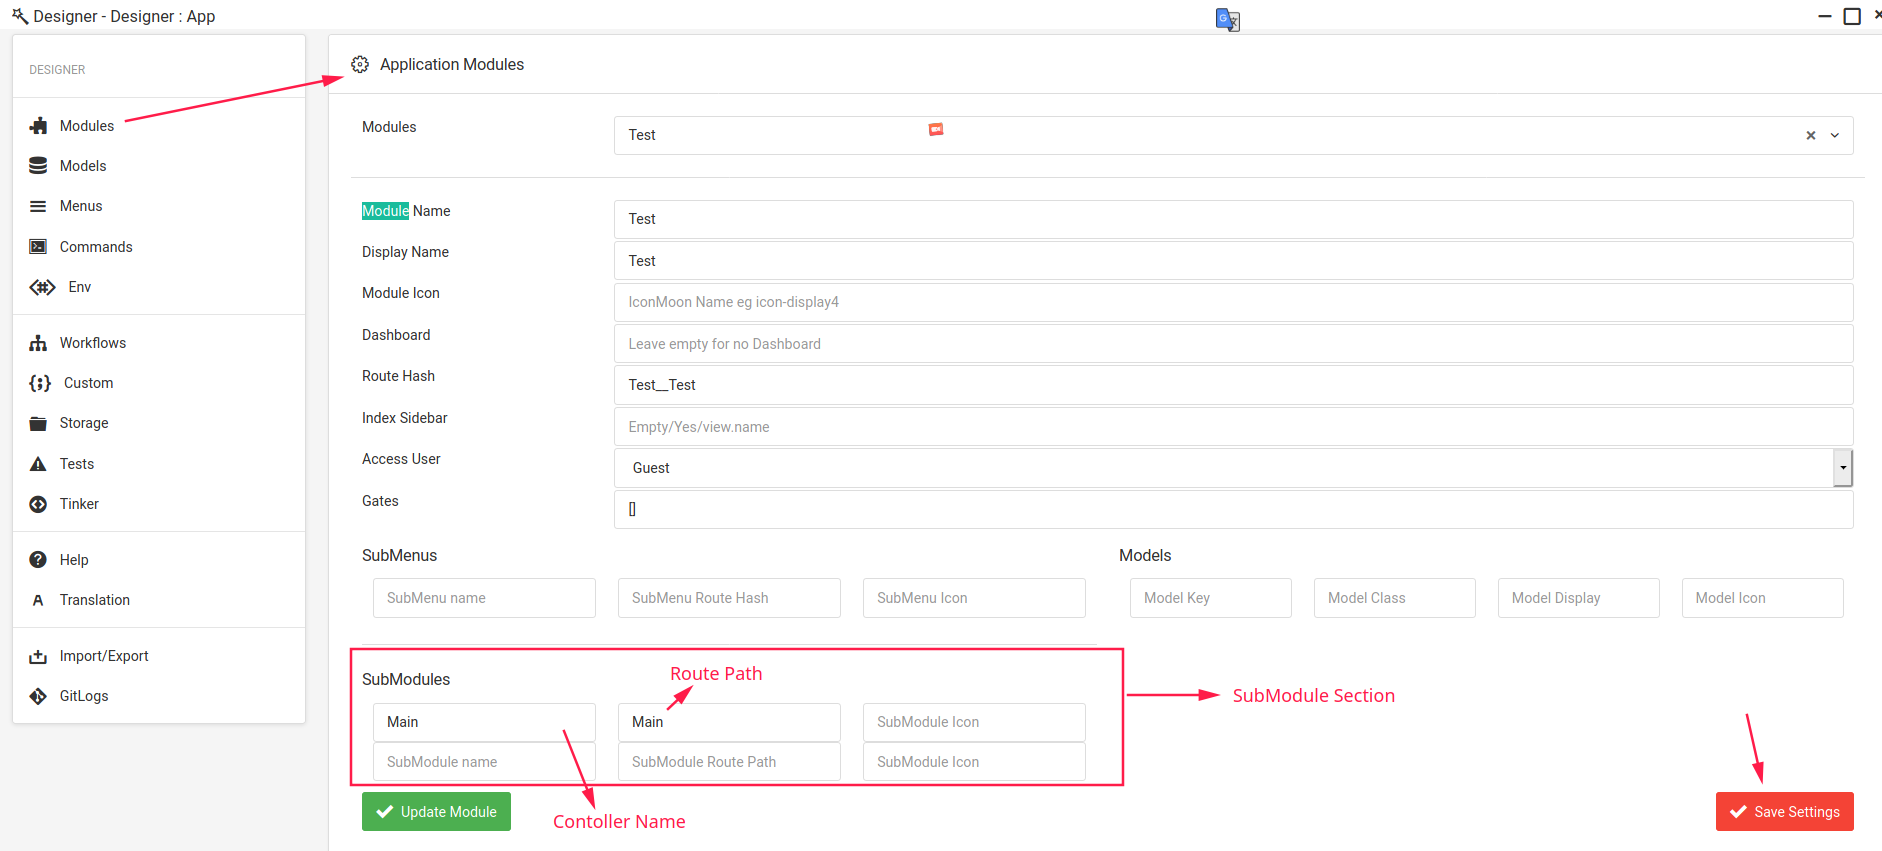 Designer - Designer : App
DESIGNER
Modules
Models
Menus
Commands
Env
Workflows
Custom
Storage
Tests
Tinker
Help
Translation
Import/Export
GitLogs
Application Modules
Modules
Test
Module Name
Test
Display Name
Test
Module Icon
IconMoon Name eg icon-display4
Dashboard
Leave empty for no Dashboard
Route Hash
Test__Test
Index Sidebar
Empty/Yes/view.name
Access User
Guest
Gates
[]
SubMenus
SubMenu name
SubMenu Route Hash
SubMenu Icon
Models
Model Key
Model Class
Model Display
Model Icon
SubModules
Route Path
Main
Main
SubModule Icon
SubModule name
SubModule Route Path
SubModule Icon
SubModule Section
Update Module
Contoller Name
Save Settings